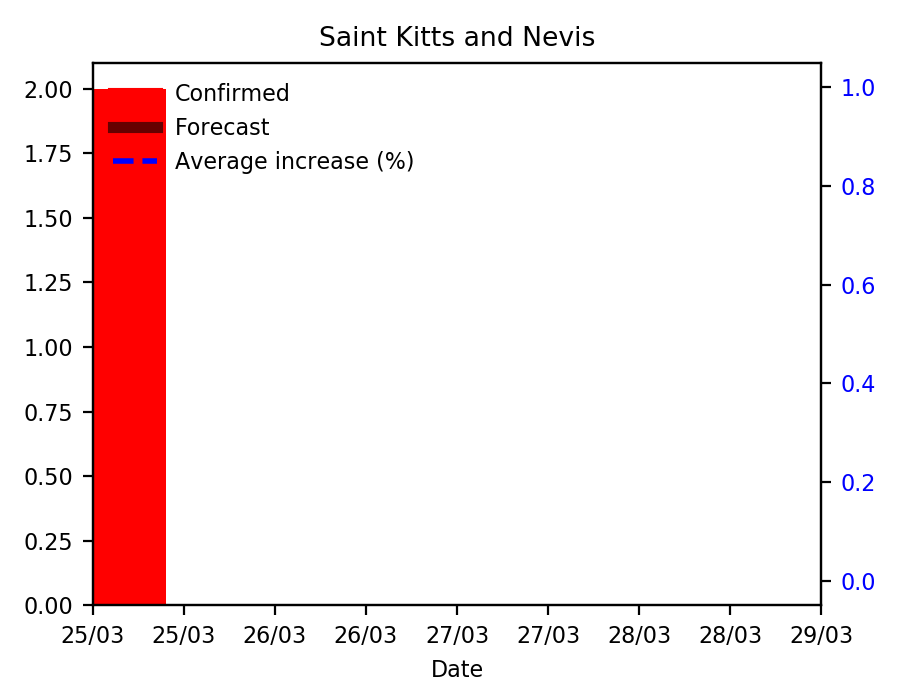 Saint Kitts and Nevis
2.00
1.75
1.50
1.25
1.00
0.75
0.50
0.25
0.00
Confirmed
Forecast
Average increase (%)
1.0
0.8
0.6
0.4
0.2
0.0
25/03 25/03 26/03 26/03 27/03 27/03 28/03 28/03 29/03
Date